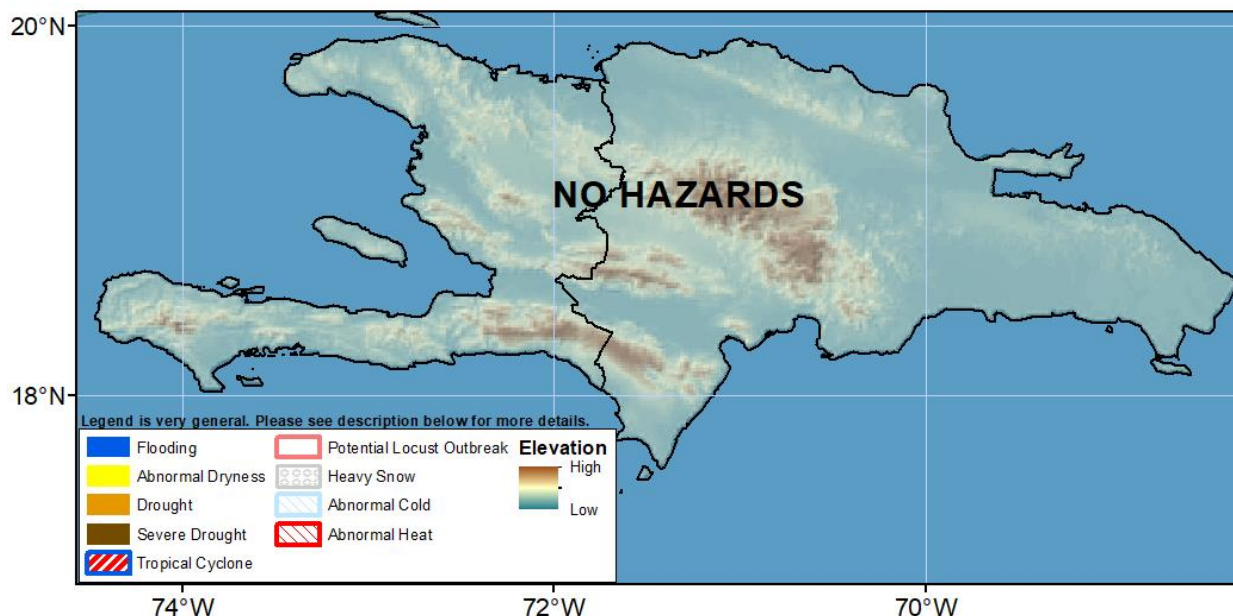 20°N
NO HAZARDS
18°N
Legend is very general. Please see description below for more details.
Flooding
Abnormal Dryness
Drought
Severe Drought
Tropical Cyclone
Potential Locust Outbreak
Heavy Snow
Abnormal Cold
Abnormal Heat
Elevation
High
Low
74°W
72°W
70°W